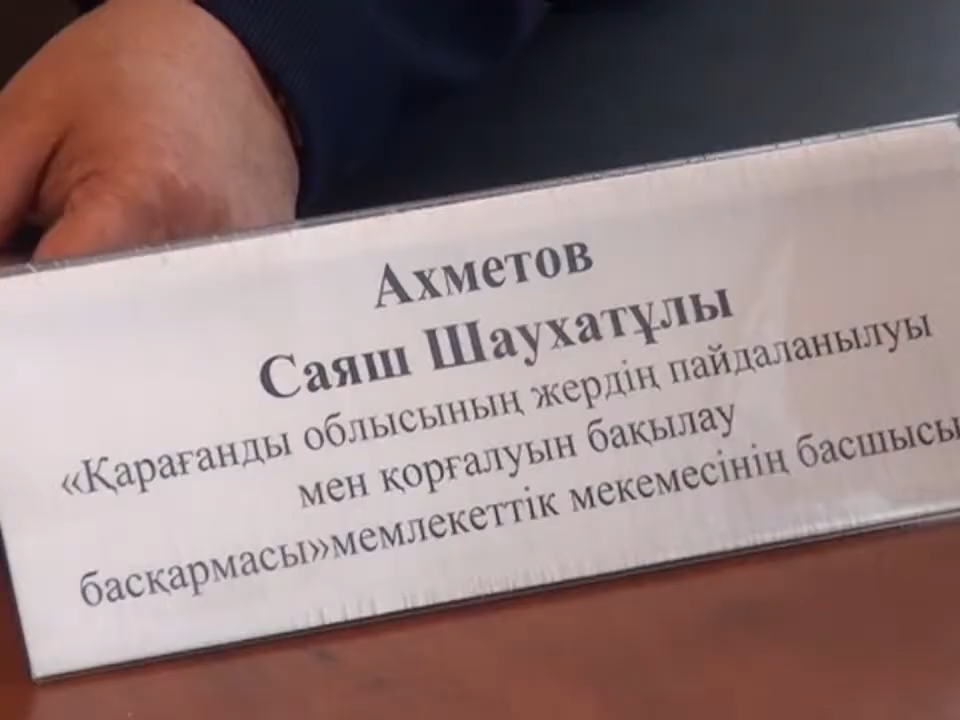 Ахметов
Саяш Шаухатұлы
«Қарағанды облысының жердің пайдаланылуы
мен қорғалуын бақылау
басқармасы»мемлекеттік мекемесінің басшысы